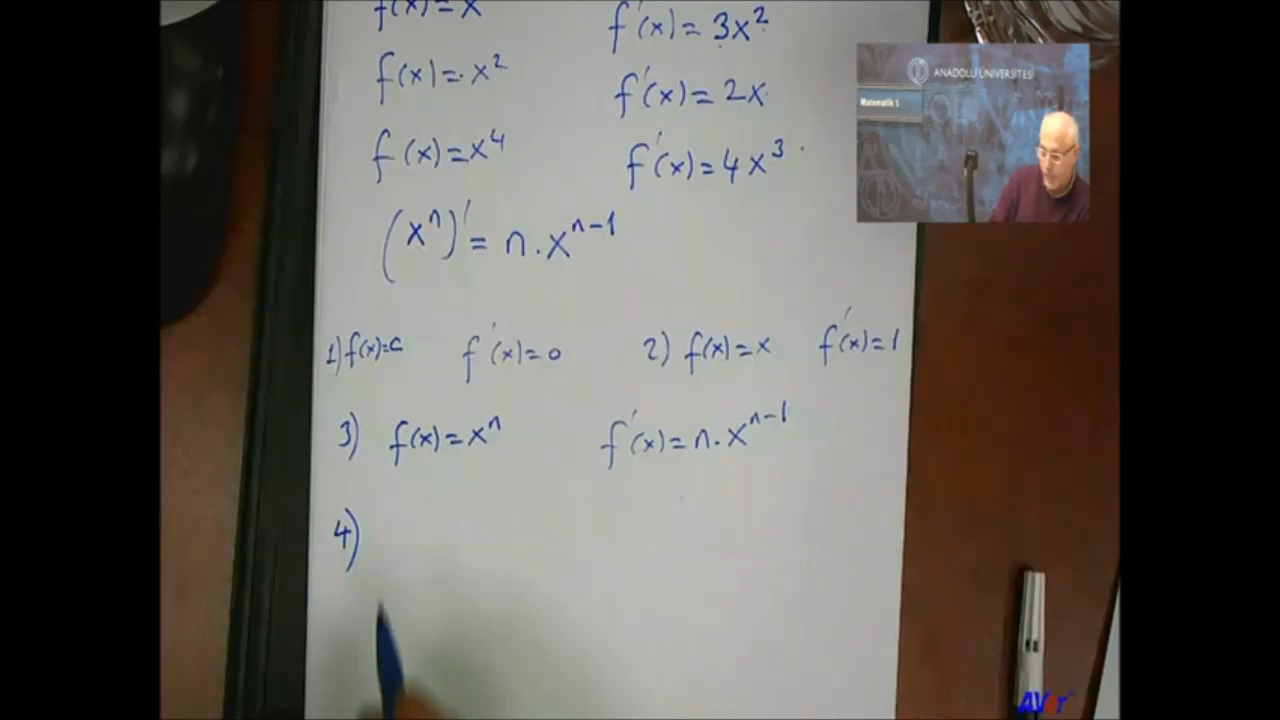 f(x)=x f'(x)=3x²
f(x)=x² f'(x)=2x
f(x)=x⁴ f'(x)=4x³
(xⁿ)'=n.xⁿ⁻¹
1) f(x)=c f'(x)=0 2) f(x)=x f'(x)=1
3) f(x)=xⁿ f'(x)=n.xⁿ⁻¹
4)
ANADOLU ÜNİVERSİTESİ
Matematik 1